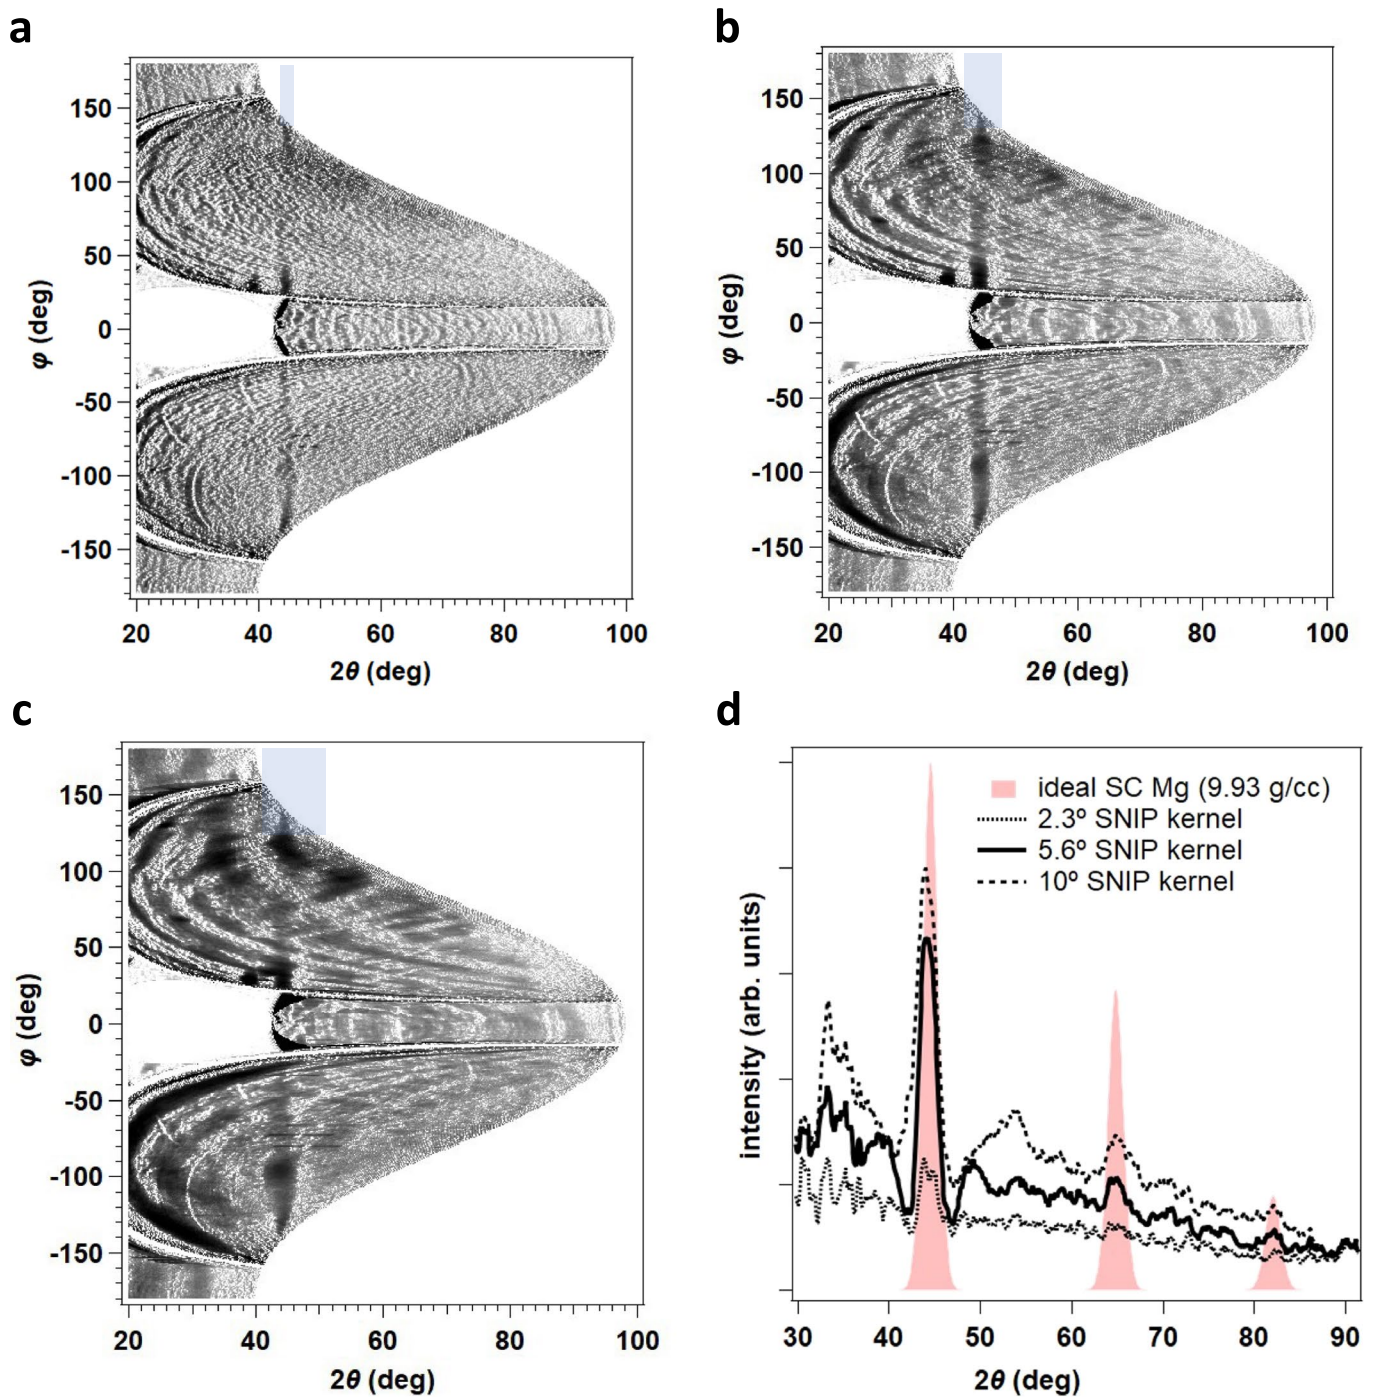 a
150
100
50
0
-50
-100
-150
φ (deg)
20 40 60 80 100
2θ (deg)
b
150
100
50
0
-50
-100
-150
φ (deg)
20 40 60 80 100
2θ (deg)
c
150
100
50
0
-50
-100
-150
φ (deg)
20 40 60 80 100
2θ (deg)
d
ideal SC Mg (9.93 g/cc)
2.3º SNIP kernel
5.6º SNIP kernel
10º SNIP kernel
intensity (arb. units)
30 40 50 60 70 80 90
2θ (deg)